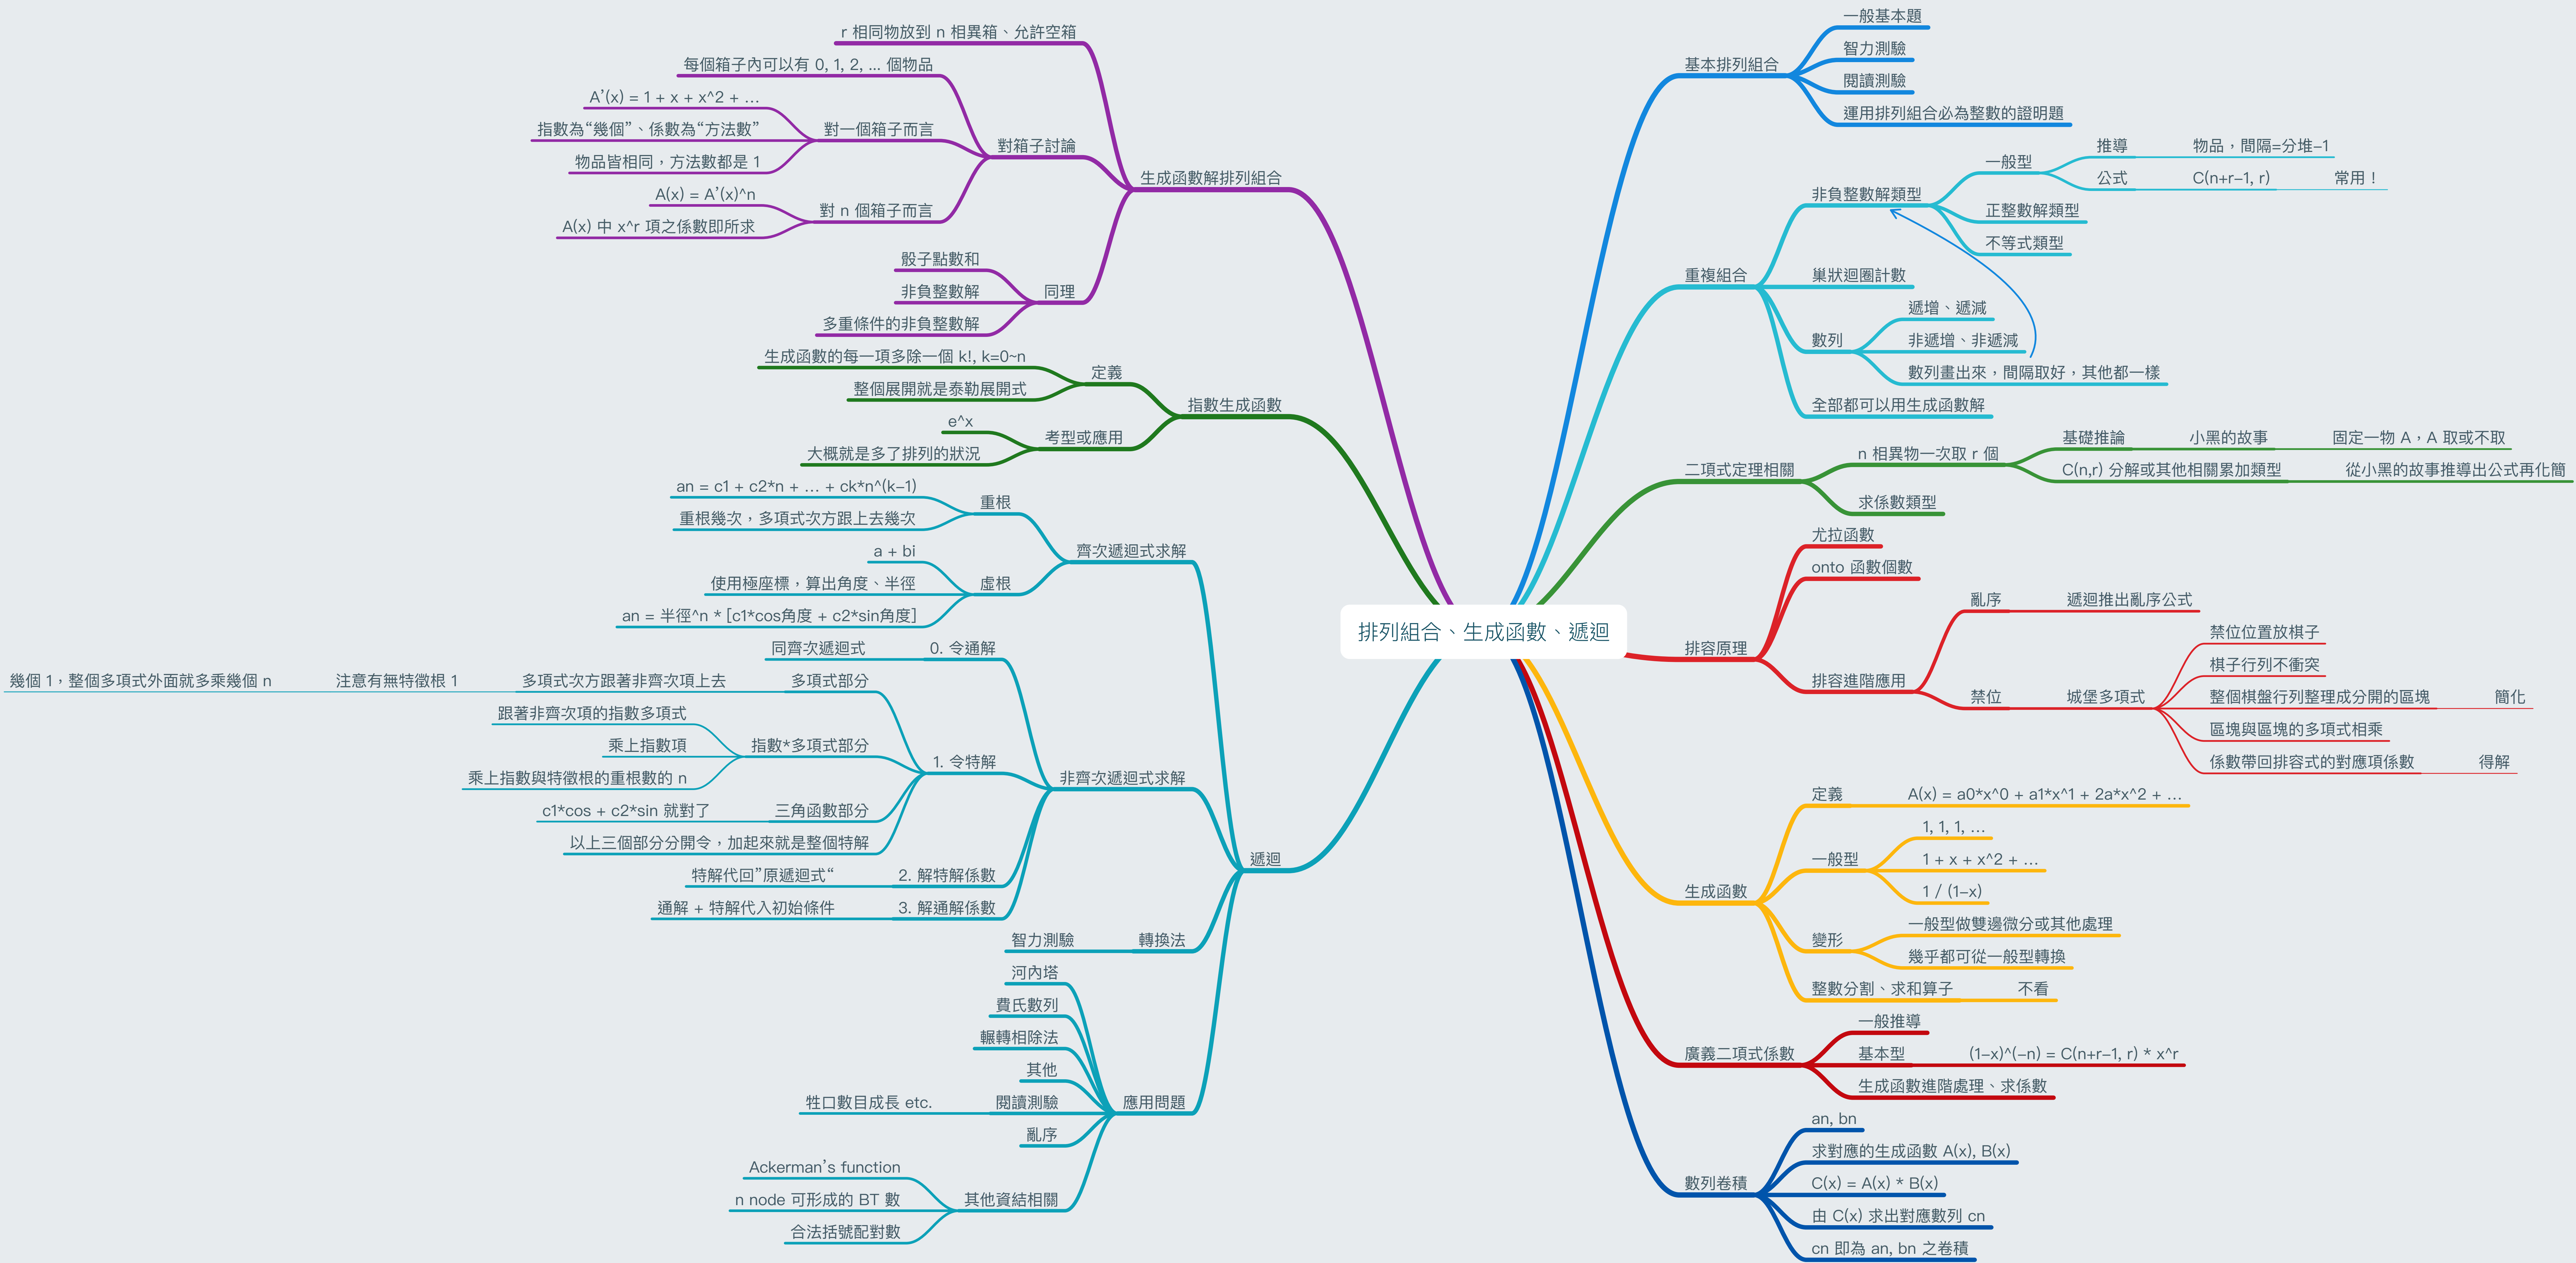 排列組合、生成函數、遞迴
基本排列組合
一般基本題
智力測驗
閱讀測驗
運用排列組合必為整數的證明題
重複組合
非負整數解類型
一般型
推導
物品，間隔=分堆-1
公式
C(n+r-1, r)
常用！
正整數解類型
不等式類型
巢狀迴圈計數
數列
遞增、遞減
非遞增、非遞減
數列畫出來，間隔取好，其他都一樣
全部都可以用生成函數解
二項式定理相關
n 相異物一次取 r 個
基礎推論
小黑的故事
固定一物 A，A 取或不取
C(n,r) 分解或其他相關累加類型
從小黑的故事推導出公式再化簡
求係數類型
排容原理
尤拉函數
onto 函數個數
排容進階應用
亂序
遞迴推出亂序公式
禁位
城堡多項式
禁位位置放棋子
棋子行列不衝突
整個棋盤行列整理成分開的區塊
簡化
區塊與區塊的多項式相乘
係數帶回排容式的對應項係數
得解
生成函數
定義
A(x) = a0*x^0 + a1*x^1 + 2a*x^2 + …
一般型
1, 1, 1, …
1 + x + x^2 + …
1 / (1-x)
變形
一般型做雙邊微分或其他處理
幾乎都可從一般型轉換
整數分割、求和算子
不看
廣義二項式係數
一般推導
基本型
(1-x)^(-n) = C(n+r-1, r) * x^r
生成函數進階處理、求係數
數列卷積
an, bn
求對應的生成函數 A(x), B(x)
C(x) = A(x) * B(x)
由 C(x) 求出對應數列 cn
cn 即為 an, bn 之卷積
生成函數解排列組合
r 相同物放到 n 相異箱、允許空箱
對箱子討論
每個箱子內可以有 0, 1, 2, ... 個物品
對一個箱子而言
A’(x) = 1 + x + x^2 + …
指數為“幾個”、係數為“方法數”
物品皆相同，方法數都是 1
對 n 個箱子而言
A(x) = A’(x)^n
A(x) 中 x^r 項之係數即所求
同理
骰子點數和
非負整數解
多重條件的非負整數解
指數生成函數
定義
生成函數的每一項多除一個 k!, k=0~n
整個展開就是泰勒展開式
考型或應用
e^x
大概就是多了排列的狀況
遞迴
齊次遞迴式求解
重根
an = c1 + c2*n + … + ck*n^(k-1)
重根幾次，多項式次方跟上去幾次
虛根
a + bi
使用極座標，算出角度、半徑
an = 半徑^n * [c1*cos角度 + c2*sin角度]
非齊次遞迴式求解
0. 令通解
同齊次遞迴式
1. 令特解
多項式部分
多項式次方跟著非齊次項上去
注意有無特徵根 1
幾個 1，整個多項式外面就多乘幾個 n
指數*多項式部分
跟著非齊次項的指數多項式
乘上指數項
乘上指數與特徵根的重根數的 n
三角函數部分
c1*cos + c2*sin 就對了
以上三個部分分開令，加起來就是整個特解
2. 解特解係數
特解代回”原遞迴式“
3. 解通解係數
通解 + 特解代入初始條件
轉換法
智力測驗
應用問題
河內塔
費氏數列
輾轉相除法
其他
閱讀測驗
牲口數目成長 etc.
亂序
其他資結相關
Ackerman’s function
n node 可形成的 BT 數
合法括號配對數